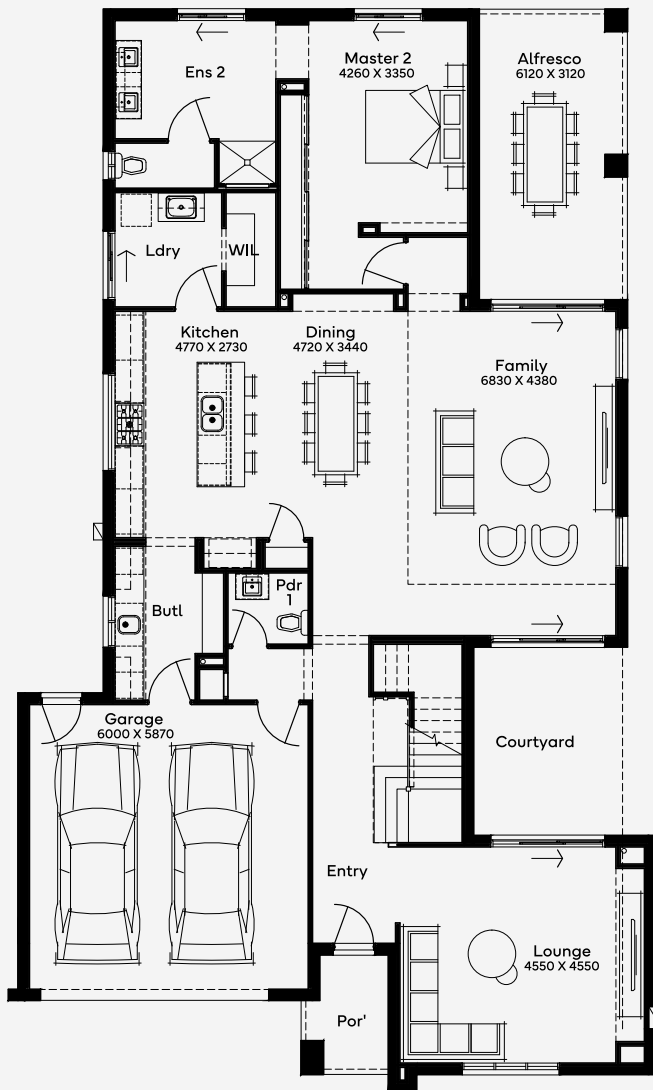 Ens 2
Master 2
4260 X 3350
Alfresco
6120 X 3120
Ldry
WIL
Kitchen
4770 X 2730
Dining
4720 X 3440
Family
6830 X 4380
Butl
Pdr
1
Garage
6000 X 5870
Courtyard
Entry
Lounge
4550 X 4550
Por'